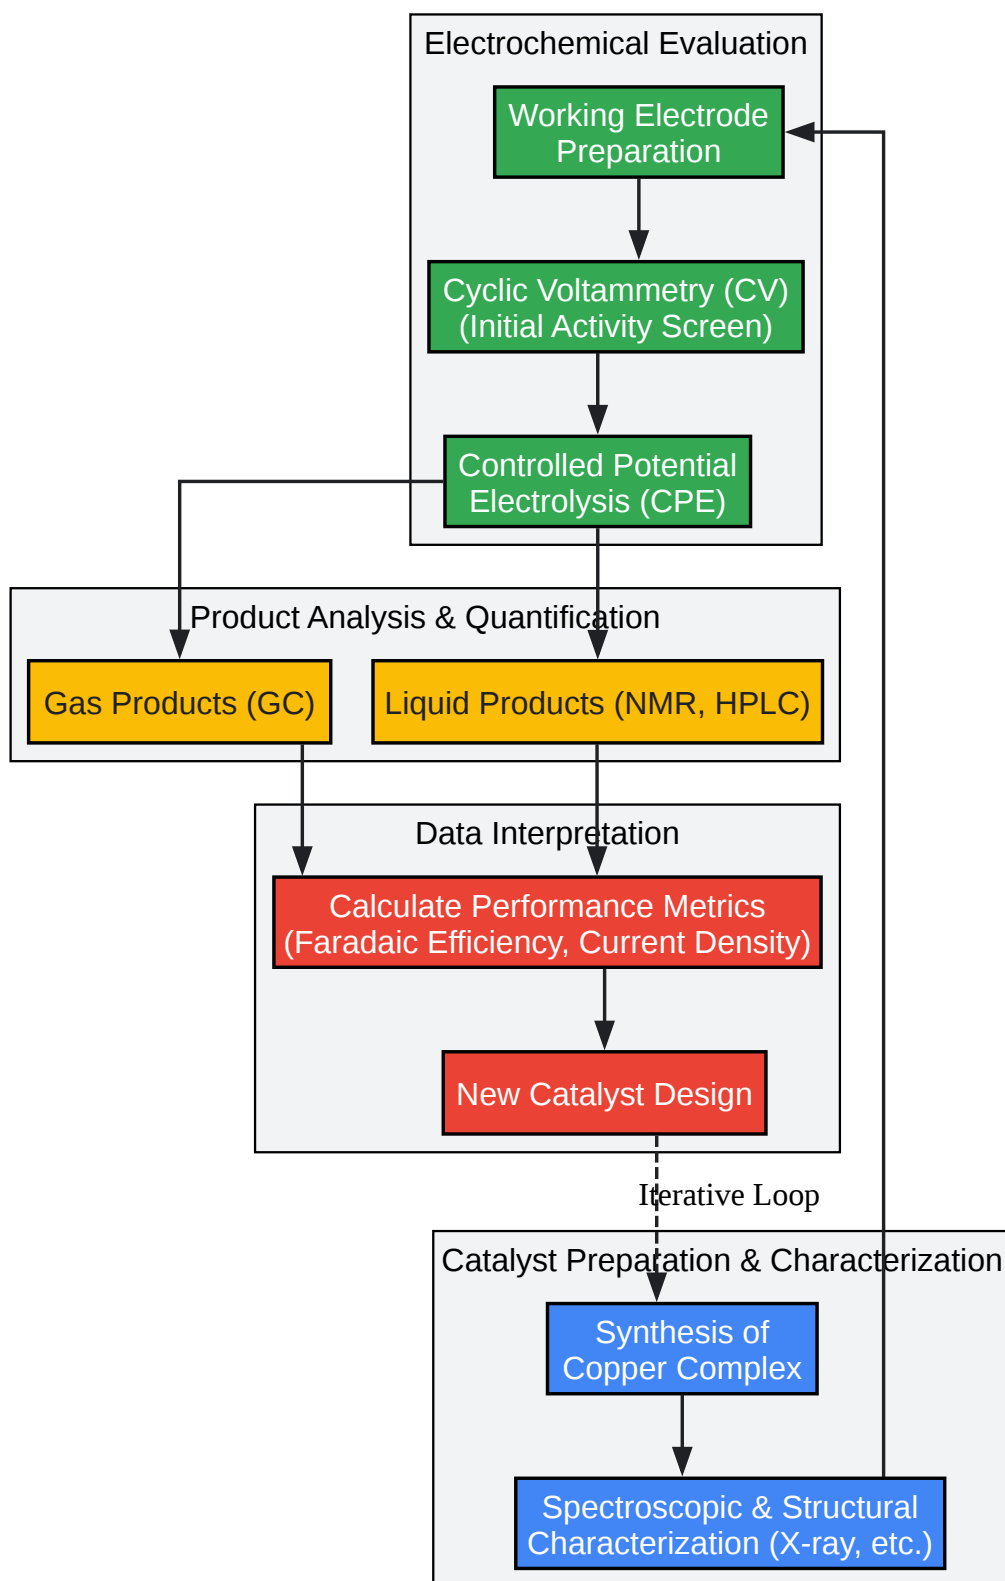 Electrochemical Evaluation
Working Electrode
Preparation
Cyclic Voltammetry (CV)
(Initial Activity Screen)
Controlled Potential
Electrolysis (CPE)
Product Analysis & Quantification
Gas Products (GC)
Liquid Products (NMR, HPLC)
Data Interpretation
Calculate Performance Metrics
(Faradaic Efficiency, Current Density)
New Catalyst Design
Iterative Loop
Catalyst Preparation & Characterization
Synthesis of
Copper Complex
Spectroscopic & Structural
Characterization (X-ray, etc.)